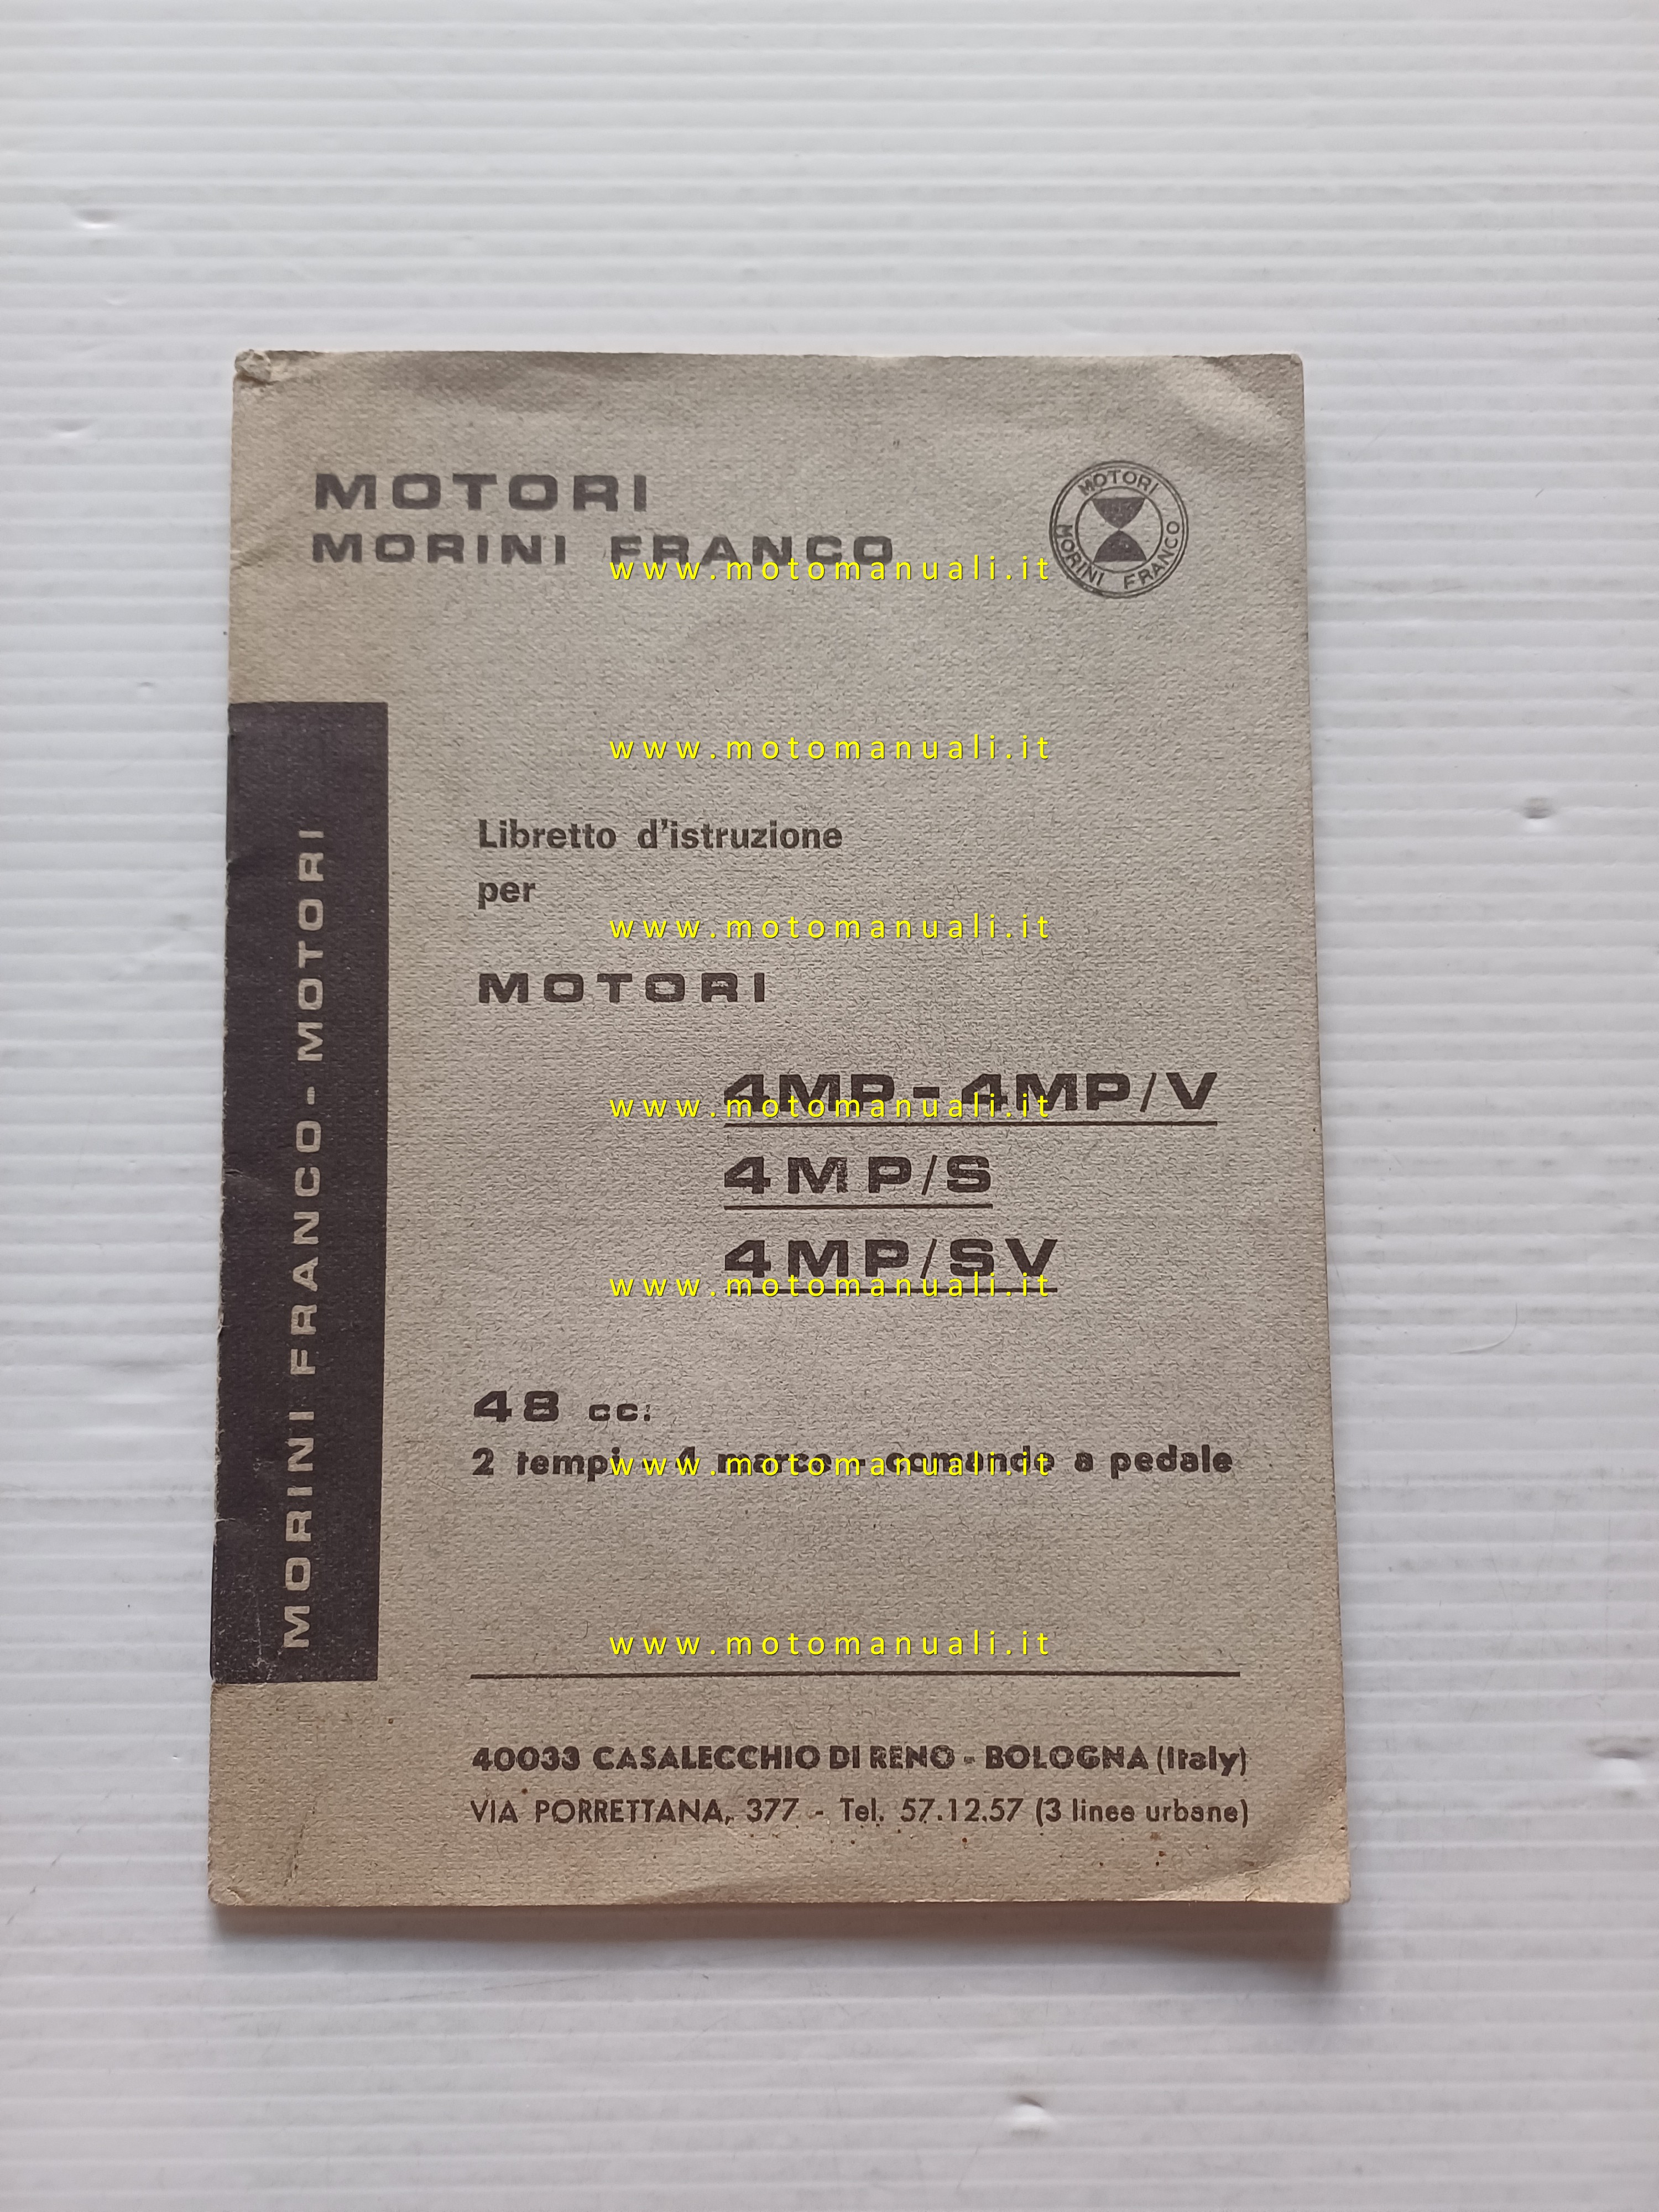 MOTORI
MORINI FRANCO
MOTORI MORINI FRANCO
www.motomanuali.it
www.motomanuali.it
Libretto d'istruzione
per
www.motomanuali.it
MOTORI
4MP-4MP/V
www.motomanuali.it
4MP/S
4MP/SV
www.motomanuali.it
48 cc.
2 tempi - 4 marce - comando a pedale
www.motomanuali.it
www.motomanuali.it
40033 CASALECCHIO DI RENO - BOLOGNA (Italy)
VIA PORRETTANA, 377 - Tel. 57.12.57 (3 linee urbane)
MORINI FRANCO - MOTORI